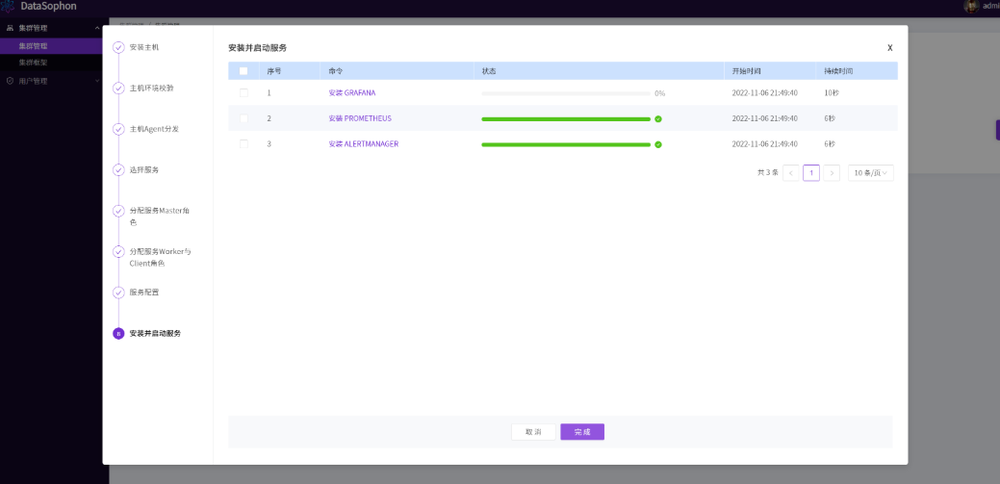 DataSophon
admi
集群管理
集群管理
集群框架
用户管理
安装主机
主机环境校验
主机Agent分发
选择服务
分配服务Master角
色
分配服务Worker与
Client角色
服务配置
8 安装并启动服务
安装并启动服务 X
序号 命令 状态 开始时间 持续时间
1 安装 GRAFANA 0% 2022-11-06 21:49:40 10秒
2 安装 PROMETHEUS 2022-11-06 21:49:40 6秒
3 安装 ALERTMANAGER 2022-11-06 21:49:40 6秒
共 3 条 < 1 > 10 条/页
取 消 完 成